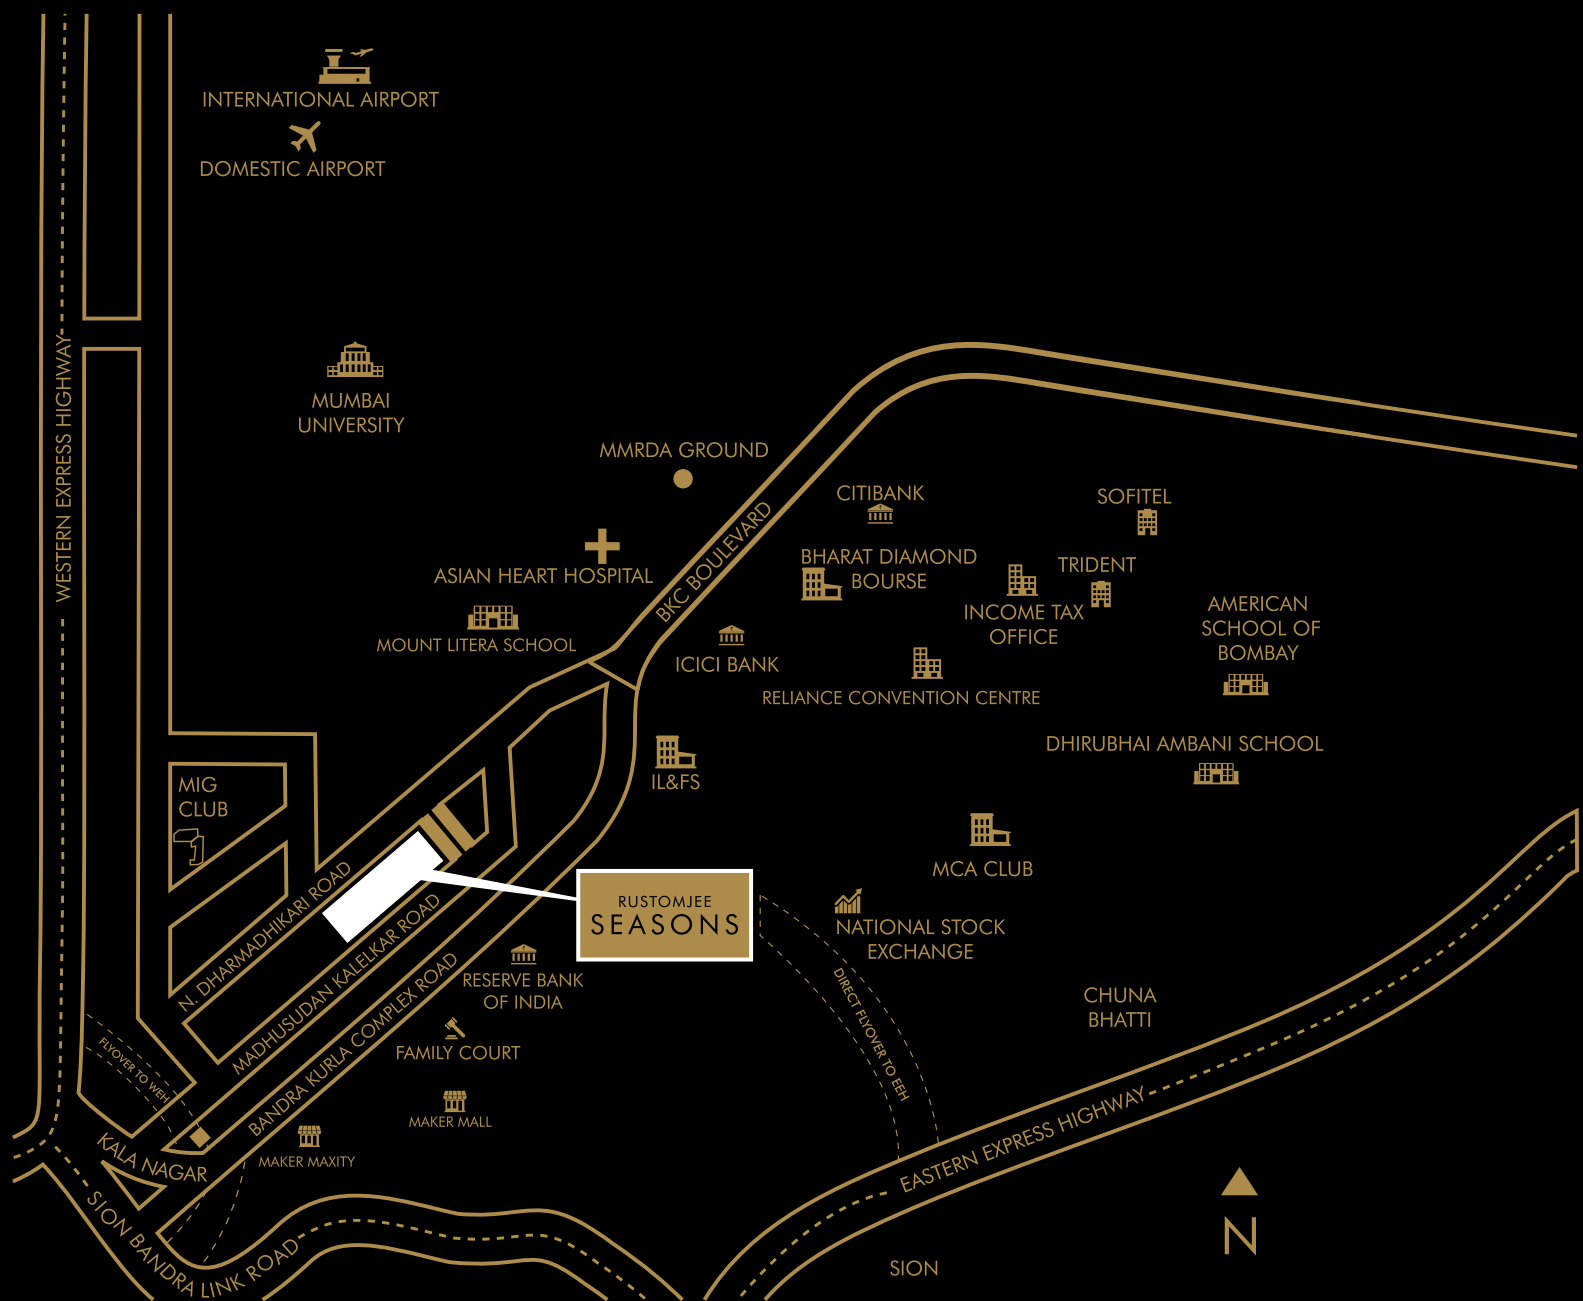 INTERNATIONAL AIRPORT
DOMESTIC AIRPORT
WESTERN EXPRESS HIGHWAY
MUMBAI
UNIVERSITY
MMRDA GROUND
CITIBANK
SOFITEL
BKC BOULEVARD
BHARAT DIAMOND
BOURSE
TRIDENT
ASIAN HEART HOSPITAL
INCOME TAX
OFFICE
AMERICAN
SCHOOL OF
BOMBAY
MOUNT LITERA SCHOOL
ICICI BANK
RELIANCE CONVENTION CENTRE
DHIRUBHAI AMBANI SCHOOL
IL&FS
MIG
CLUB
MCA CLUB
N. DHARMADHIKARI ROAD
RUSTOMJEE
SEASONS
MADHUSUDAN KALELKAR ROAD
NATIONAL STOCK
EXCHANGE
BANDRA KURLA COMPLEX ROAD
RESERVE BANK
OF INDIA
DIRECT FLYOVER TO EEH
CHUNA
BHATTI
FLYOVER TO WEH
FAMILY COURT
MAKER MALL
EASTERN EXPRESS HIGHWAY
KALA NAGAR
MAKER MAXITY
SION BANDRA LINK ROAD
N
SION